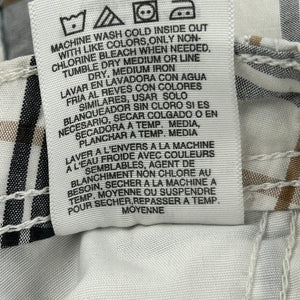 MACHINE WASH COLD INSIDE OUT
WITH LIKE COLORS, ONLY NON-
CHLORINE BLEACH WHEN NEEDED,
TUMBLE DRY MEDIUM OR LINE
DRY, MEDIUM IRON
LAVAR EN LAVADORA CON AGUA
FRIA AL REVES CON COLORES
SIMILARES, USAR SOLO
BLANQUEADOR SIN CLORO SI ES
NECESARIO, SECAR COLGADO O EN
SECADORA A TEMP. MEDIA,
PLANCHAR A TEMP. MEDIA
LAVER À L'ENVERS À LA MACHINE
À L'EAU FROIDE AVEC COULEURS
SEMBLABLES, AGENT DE
BLANCHIMENT NON CHLORÉ AU
BESOIN, SÉCHER À LA MACHINE À
TEMP. MOYENNE OU SUSPENDRE
POUR SÉCHER, REPASSER À TEMP.
MOYENNE